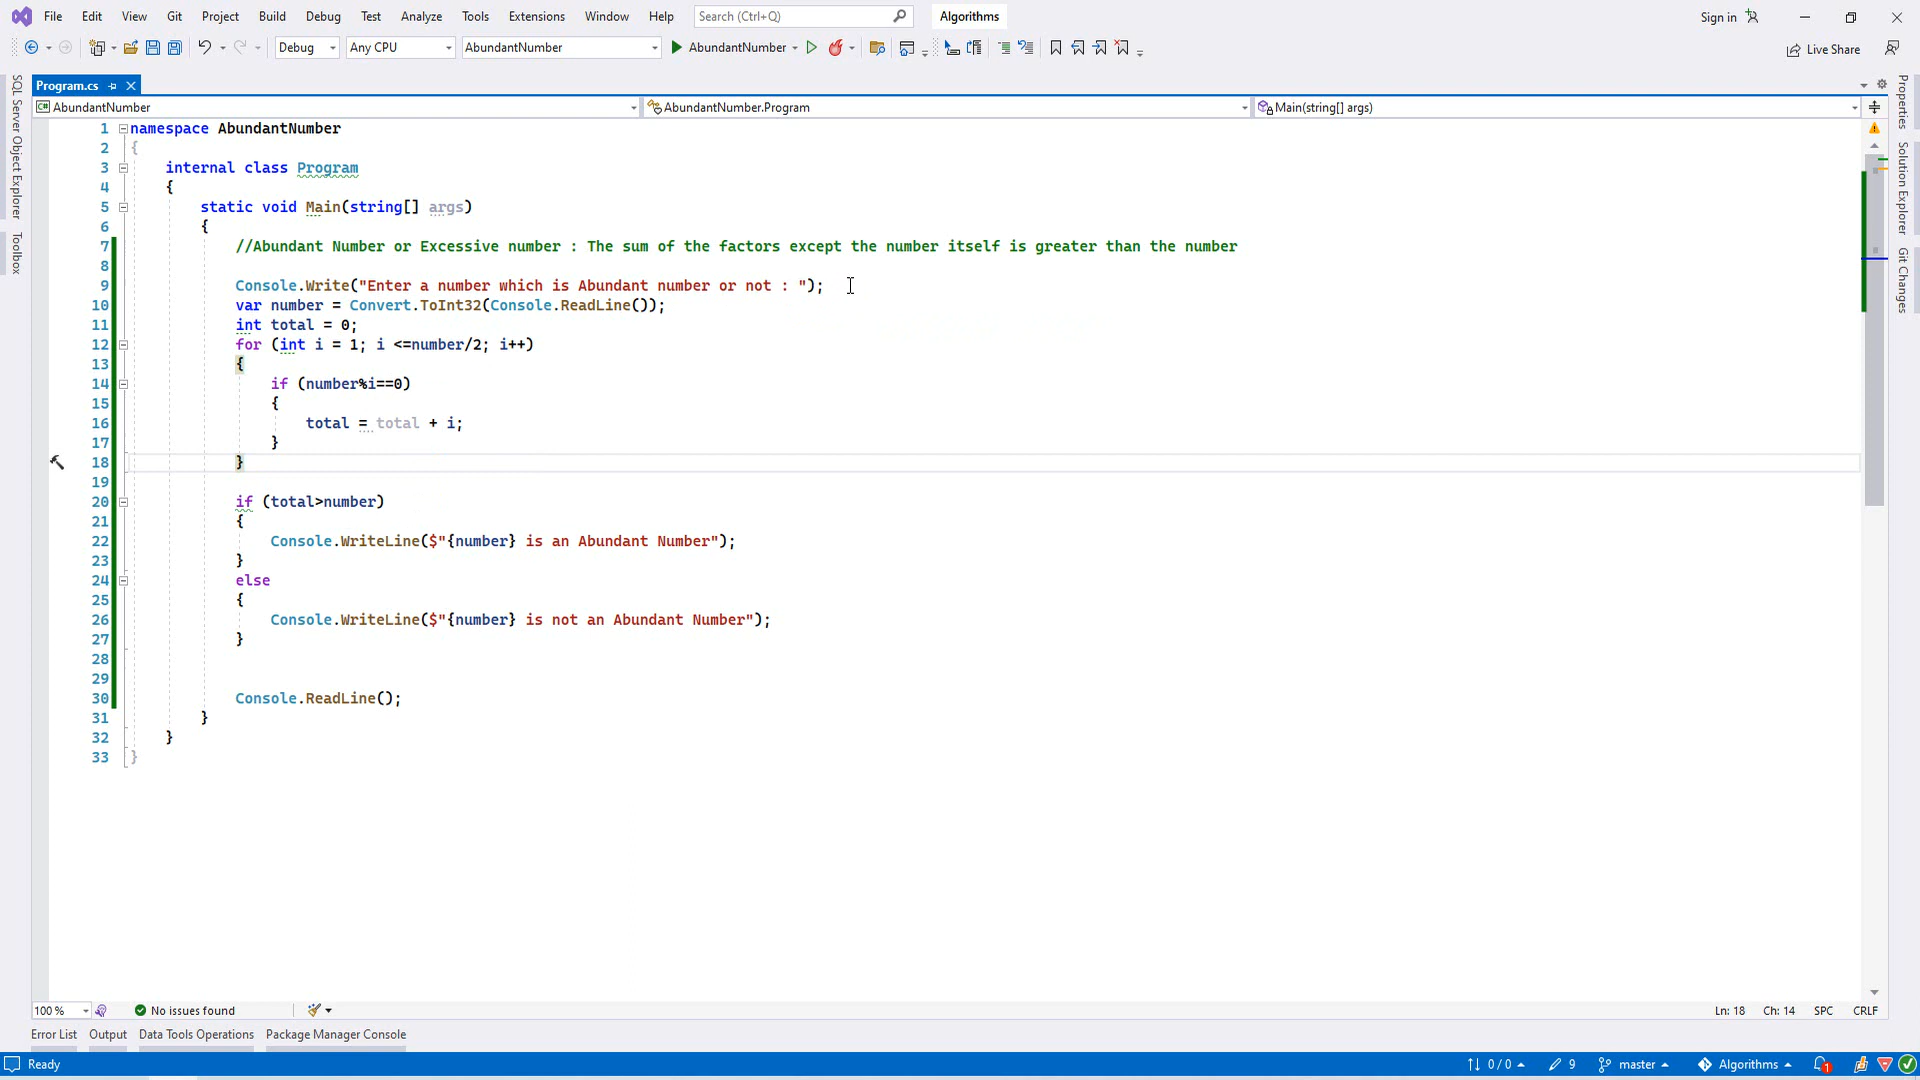 File Edit View Git Project Build Debug Test Analyze Tools Extensions Window Help Search (Ctrl+Q) Algorithms Sign in
Debug Any CPU AbundantNumber AbundantNumber Live Share
Program.cs
AbundantNumber AbundantNumber.Program Main(string[] args)
SQL Server Object Explorer
Toolbox
Properties
Solution Explorer
Git Changes
1 namespace AbundantNumber
2 {
3 internal class Program
4 {
5 static void Main(string[] args)
6 {
7 //Abundant Number or Excessive number : The sum of the factors except the number itself is greater than the number
8
9 Console.Write("Enter a number which is Abundant number or not : ");
10 var number = Convert.ToInt32(Console.ReadLine());
11 int total = 0;
12 for (int i = 1; i <=number/2; i++)
13 {
14 if (number%i==0)
15 {
16 total = total + i;
17 }
18 }
19
20 if (total>number)
21 {
22 Console.WriteLine($"{number} is an Abundant Number");
23 }
24 else
25 {
26 Console.WriteLine($"{number} is not an Abundant Number");
27 }
28
29
30 Console.ReadLine();
31 }
32 }
33 }
100 % No issues found Ln: 18 Ch: 14 SPC CRLF
Error List Output Data Tools Operations Package Manager Console
Ready 0 / 0 9 master Algorithms 1